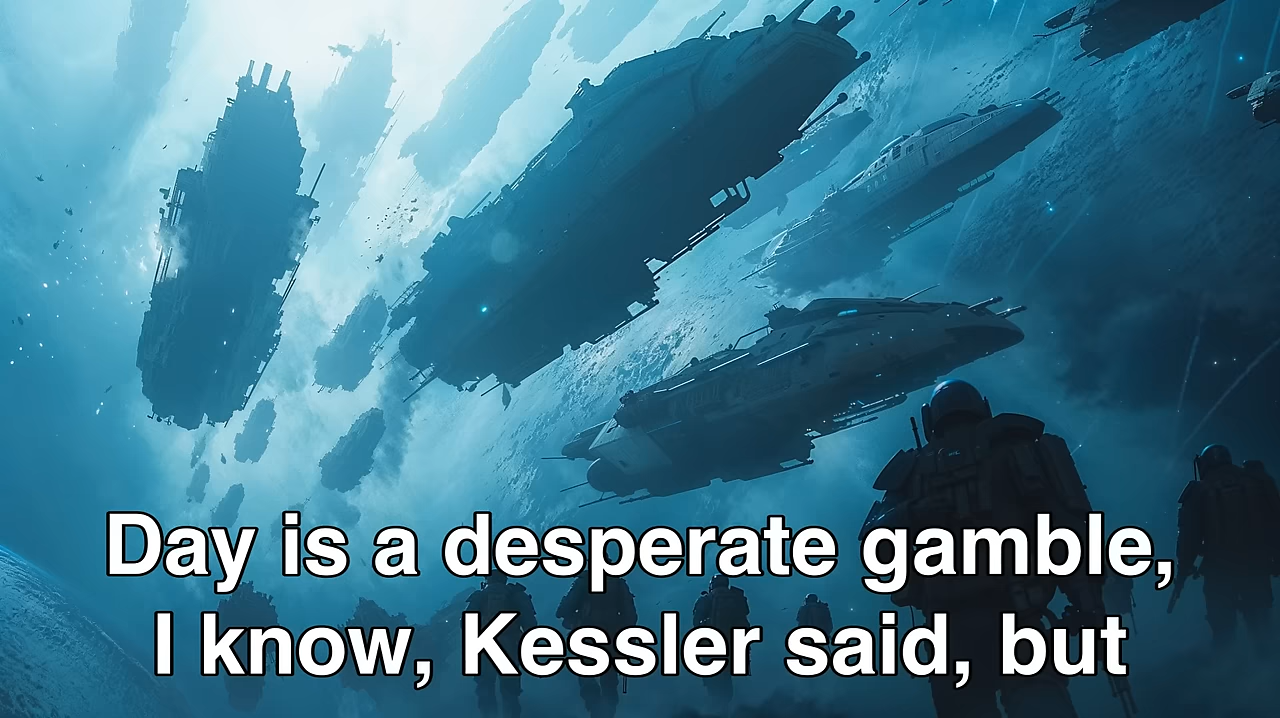 Day is a desperate gamble,
I know, Kessler said, but